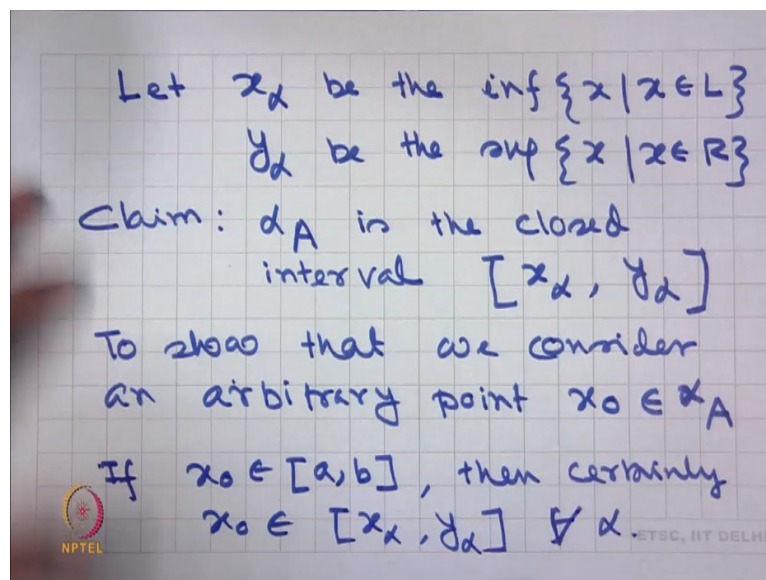 Let x_α be the inf {x | x ∈ L}
y_α be the sup {x | x ∈ R}
Claim: α_A is the closed
interval [x_α, y_α]
To show that we consider
an arbitrary point x_0 ∈ α_A
If x_0 ∈ [a, b], then certainly
x_0 ∈ [x_α, y_α] ∀ α.
ETSC, IIT DELHI
NPTEL